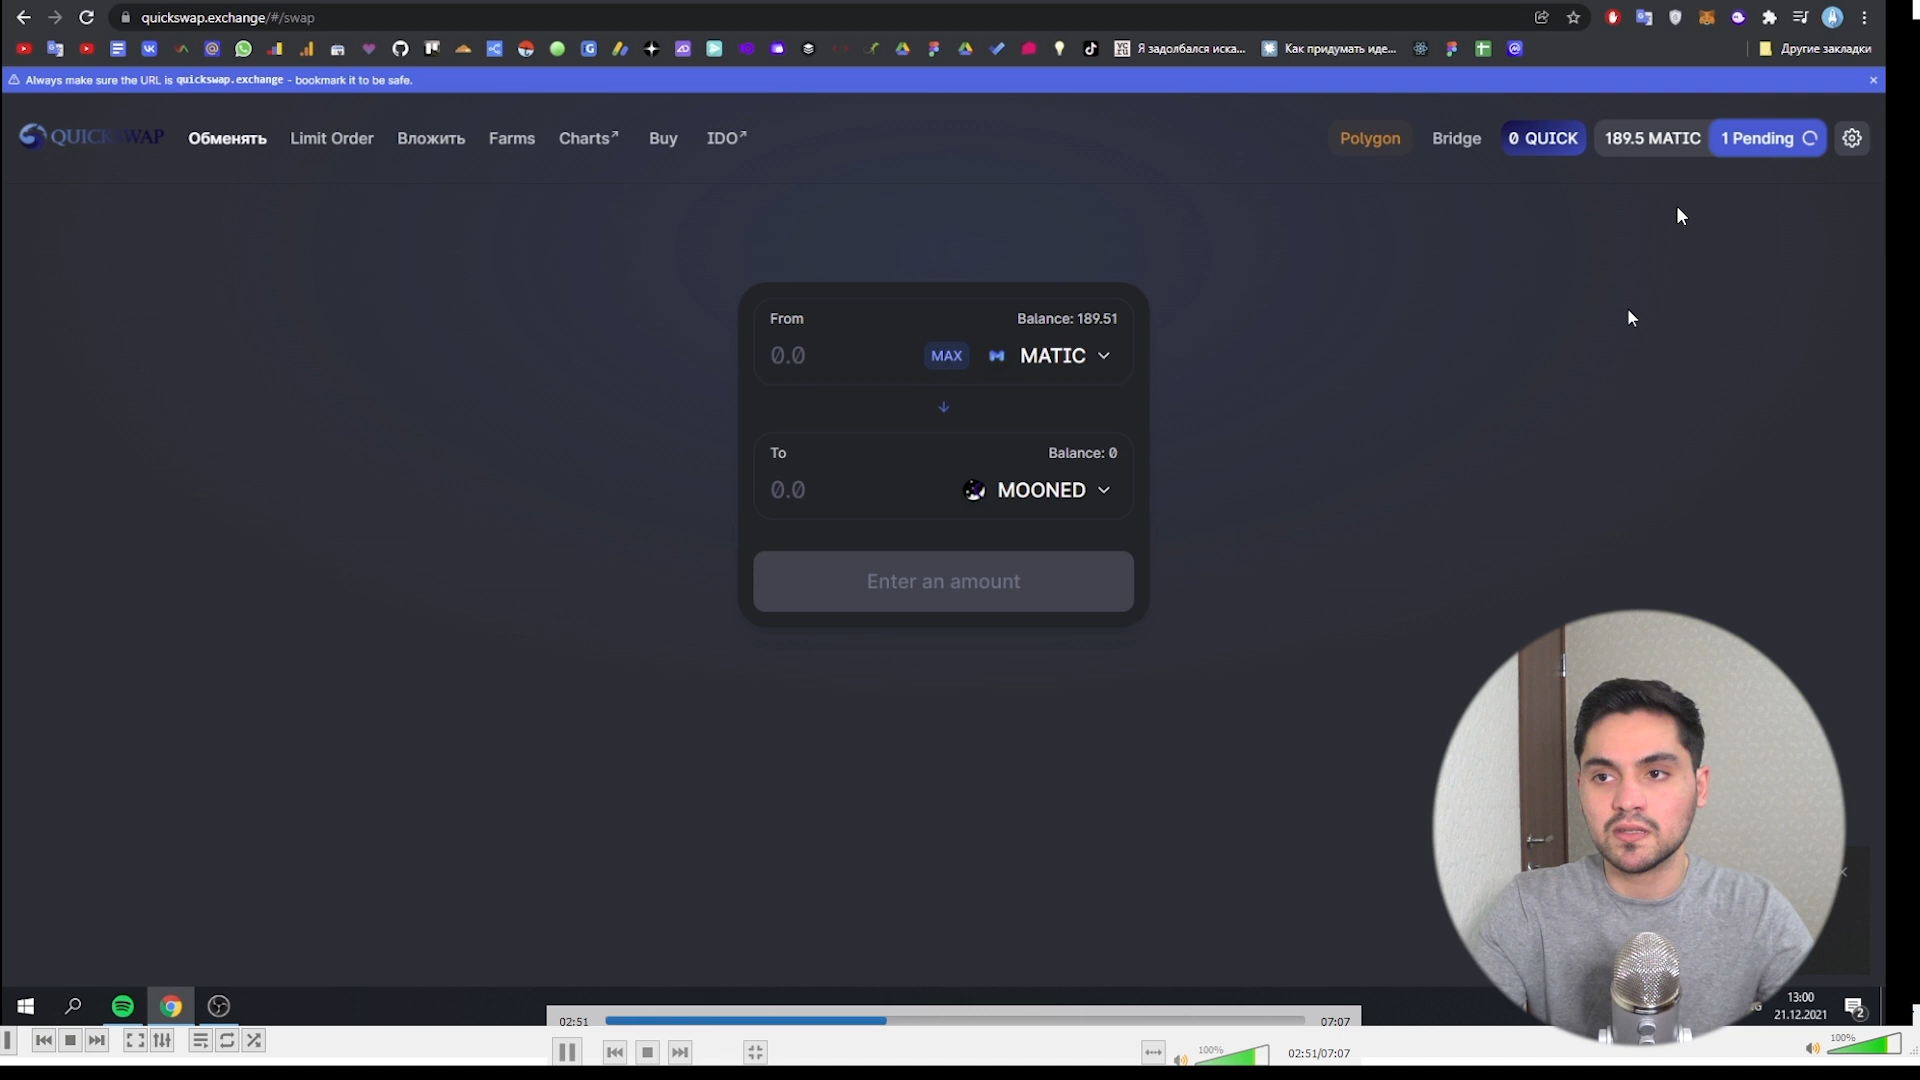 quickswap.exchange/#/swap
Я задолбался иска...
Как придумать иде...
Другие закладки
Always make sure the URL is quickswap.exchange - bookmark it to be safe.
QUICKSWAP
Обменять
Limit Order
Вложить
Farms
Charts↗
Buy
IDO↗
Polygon
Bridge
0 QUICK
189.5 MATIC
1 Pending
From
Balance: 189.51
0.0
MAX
MATIC
To
Balance: 0
0.0
MOONED
Enter an amount
13:00
21.12.2021
2
02:51
07:07
100%
02:51/07:07
100%